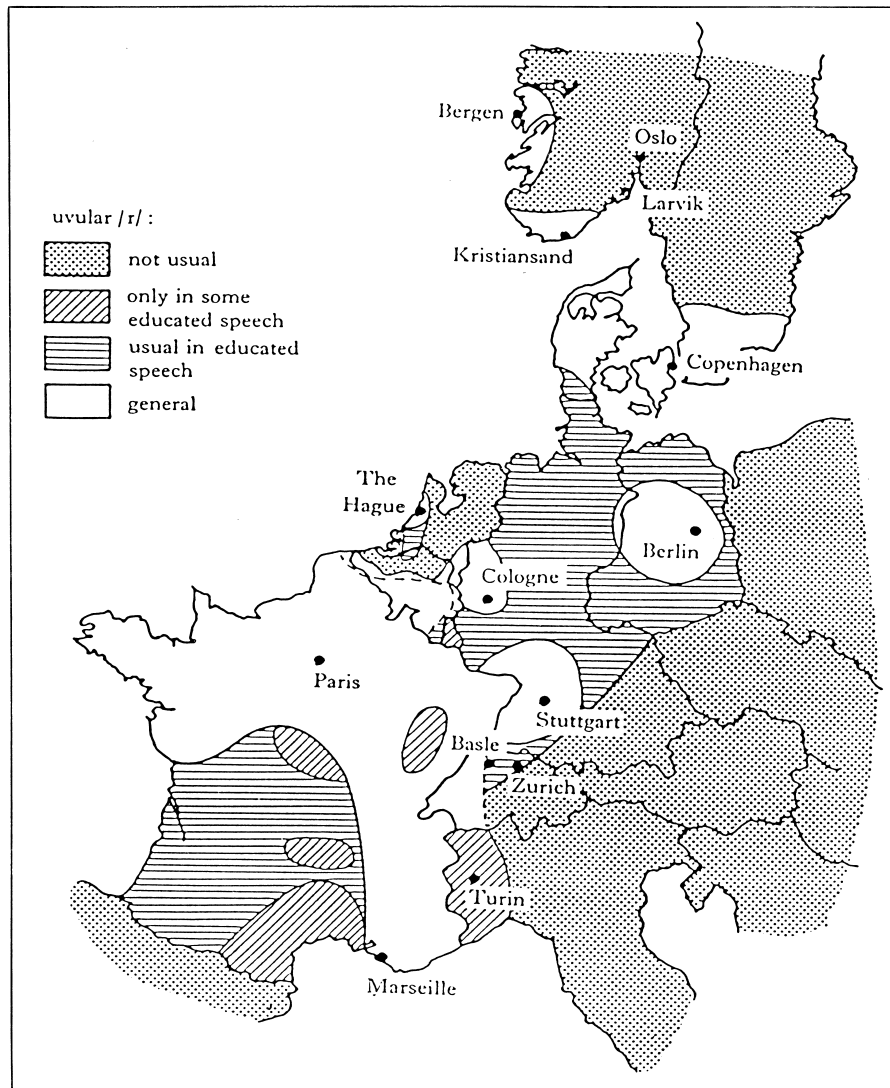 Bergen
Oslo
Larvik
Kristiansand
uvular /r/ :
not usual
only in some
educated speech
usual in educated
speech
general
Copenhagen
The
Hague
Berlin
Cologne
Paris
Stuttgart
Basle
Zurich
Turin
Marseille